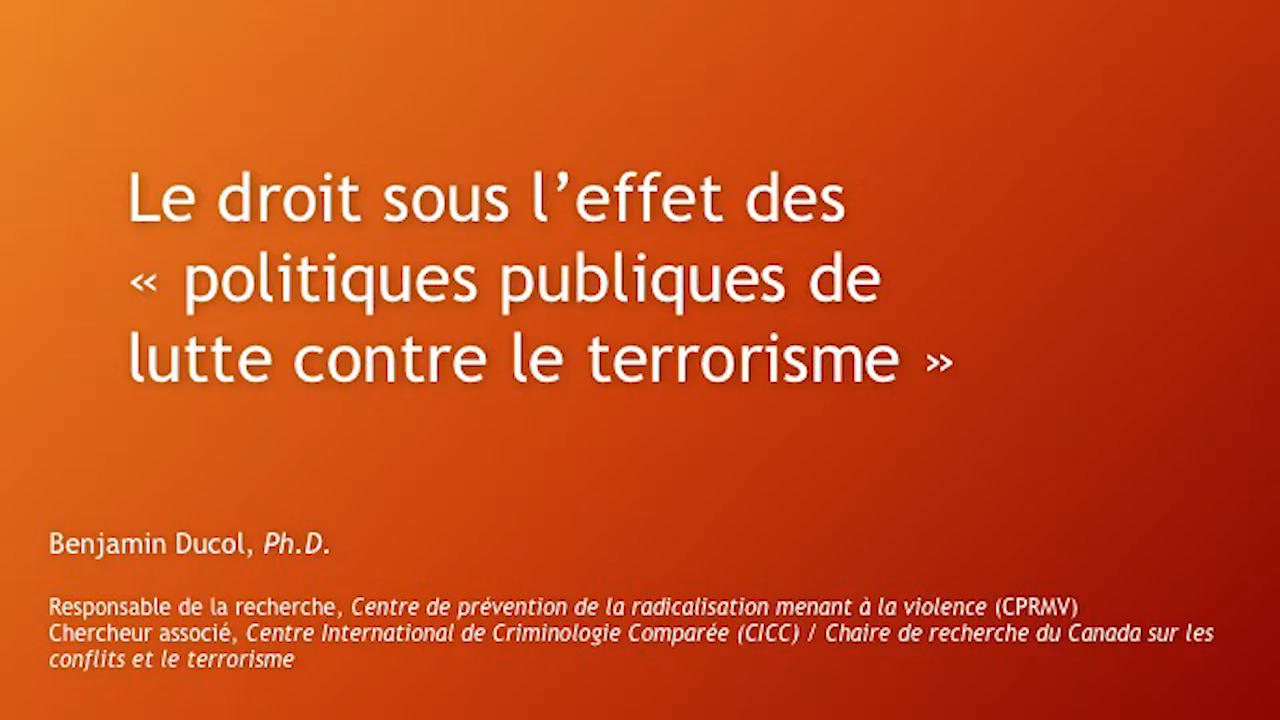 Le droit sous l’effet des
« politiques publiques de
lutte contre le terrorisme »
Benjamin Ducol, Ph.D.
Responsable de la recherche, Centre de prévention de la radicalisation menant à la violence (CPRMV)
Chercheur associé, Centre International de Criminologie Comparée (CICC) / Chaire de recherche du Canada sur les
conflits et le terrorisme